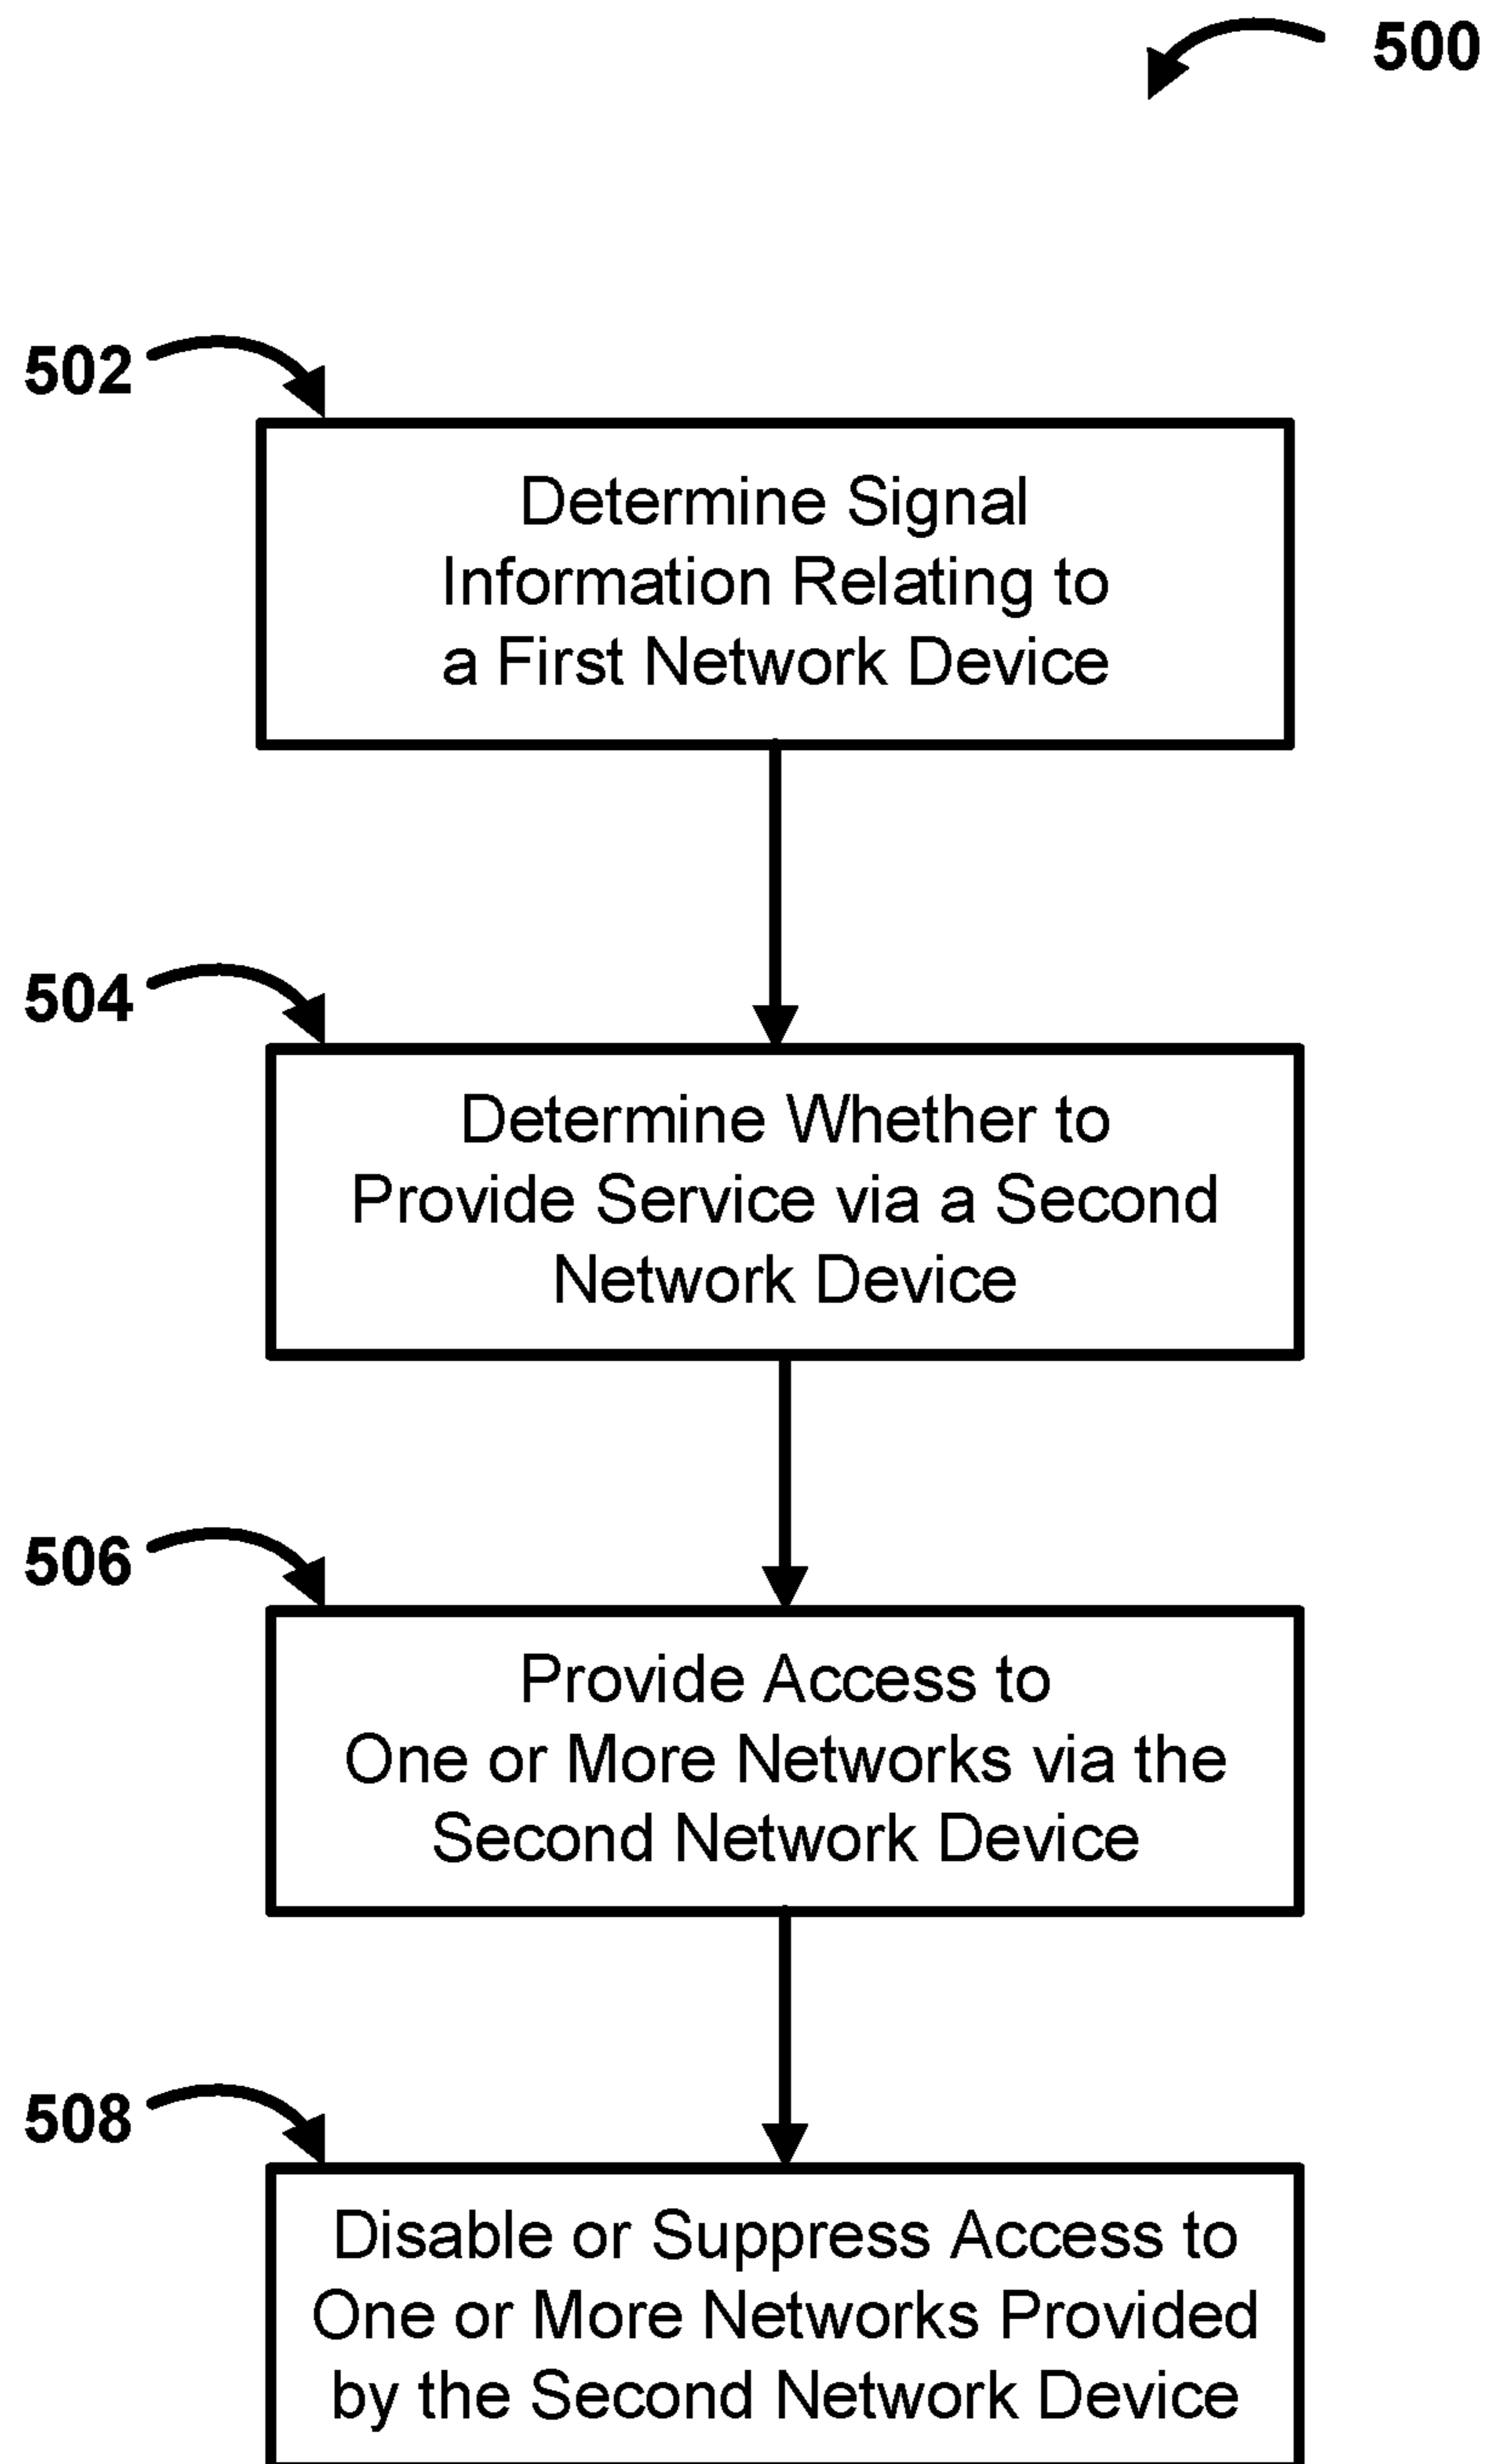 500
502
Determine Signal
Information Relating to
a First Network Device
504
Determine Whether to
Provide Service via a Second
Network Device
506
Provide Access to
One or More Networks via the
Second Network Device
508
Disable or Suppress Access to
One or More Networks Provided
by the Second Network Device